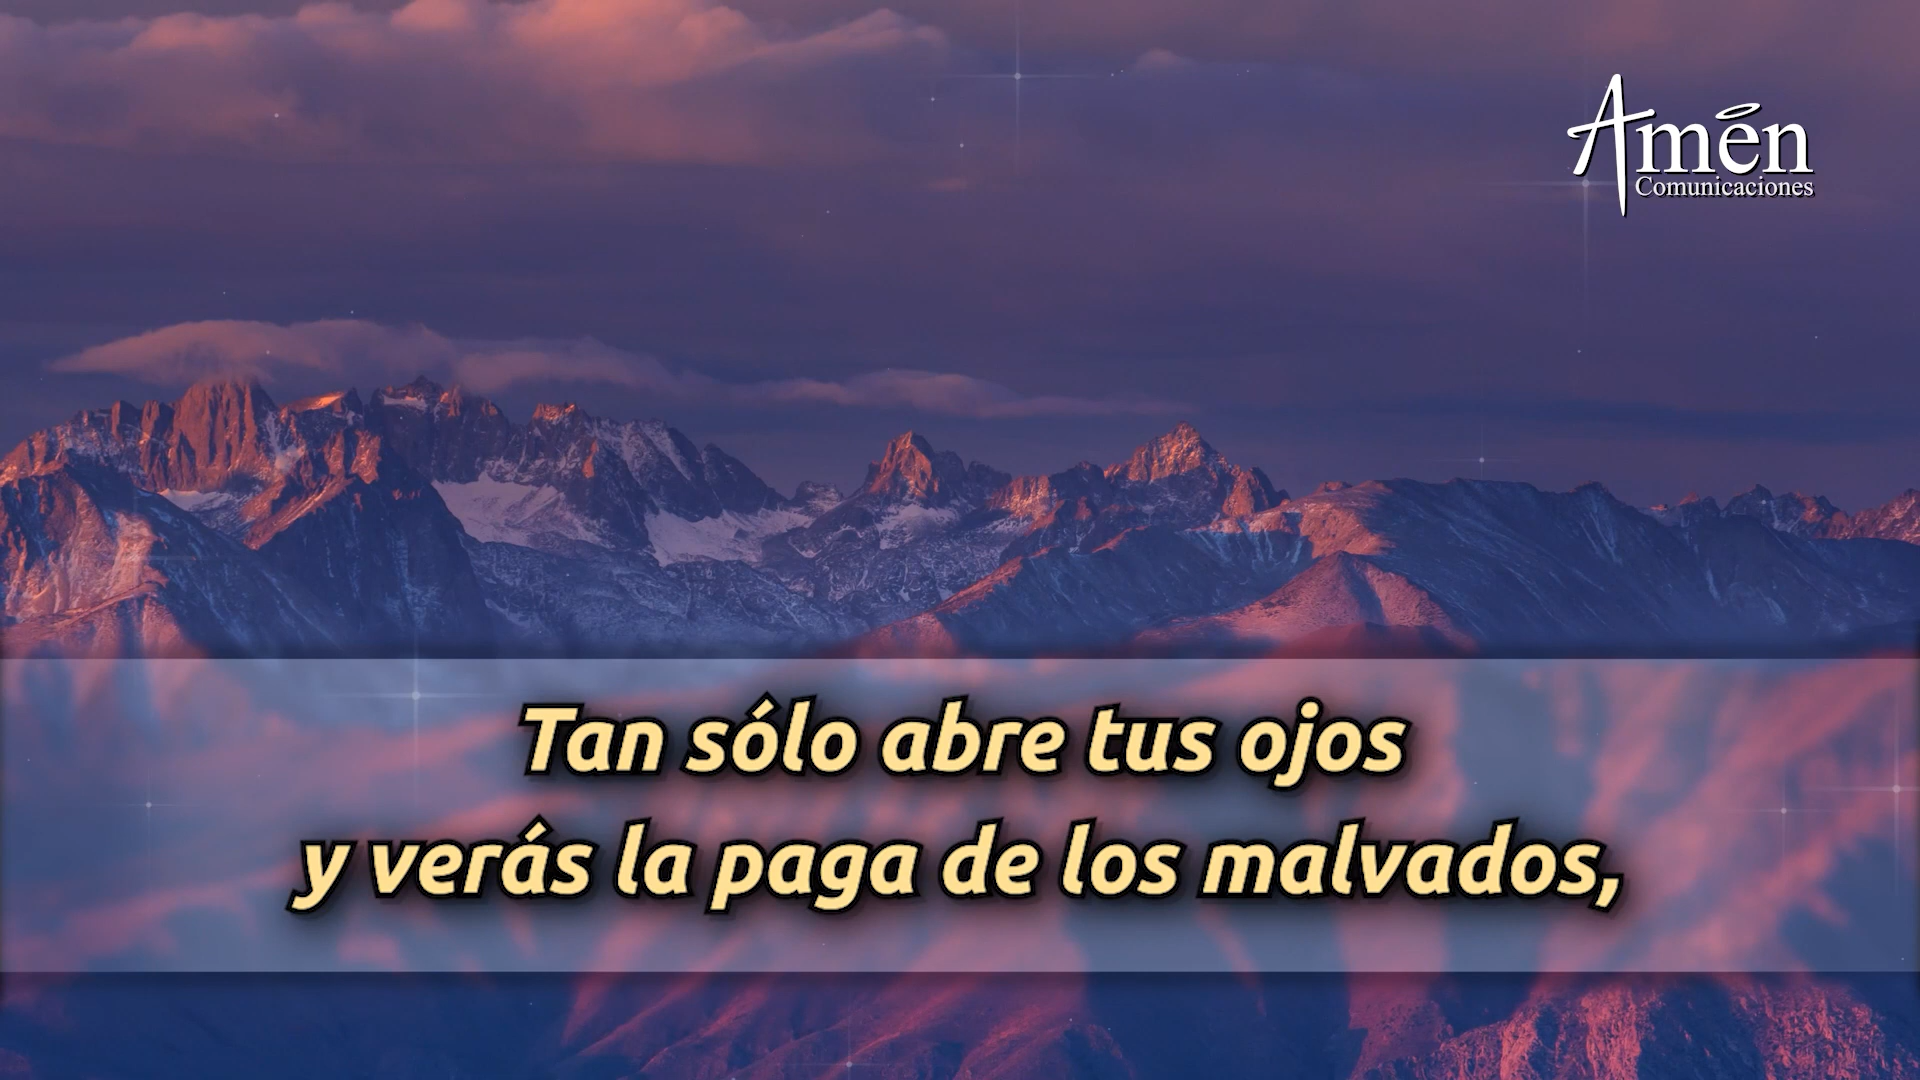 Amén
Comunicaciones
Tan sólo abre tus ojos
y verás la paga de los malvados,